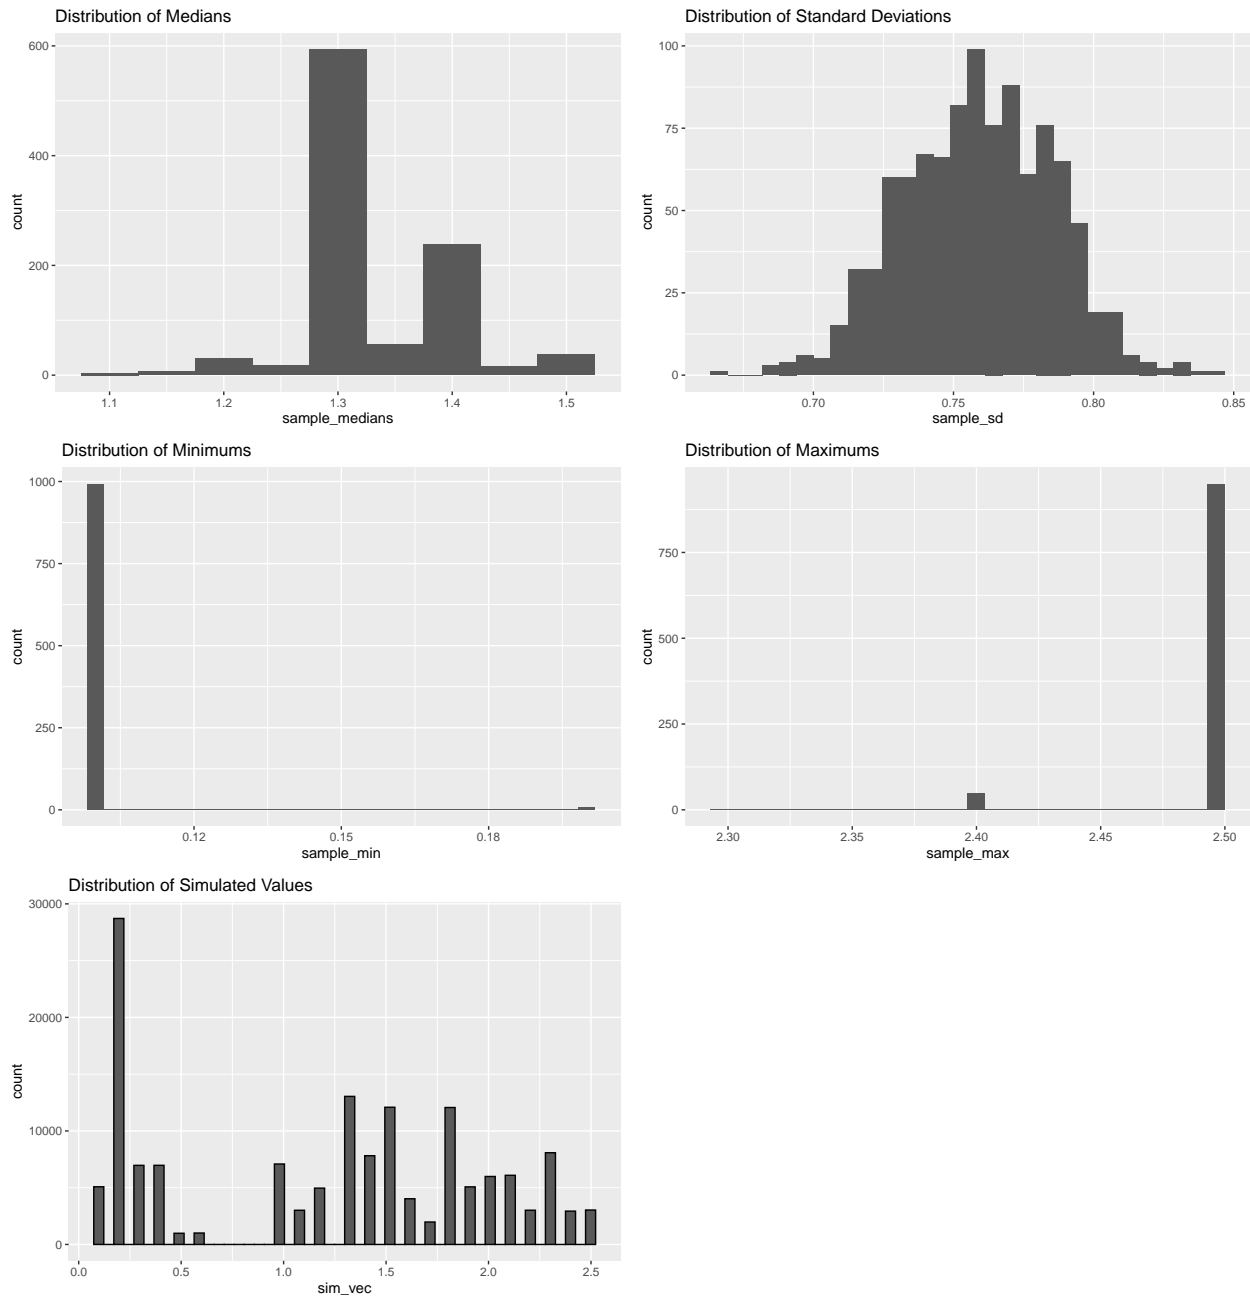 Distribution of Medians
600
400
200
0
count
1.1 1.2 1.3 1.4 1.5
sample_medians
Distribution of Standard Deviations
100
75
50
25
0
count
0.70 0.75 0.80 0.85
sample_sd
Distribution of Minimums
1000
750
500
250
0
count
0.12 0.15 0.18
sample_min
Distribution of Maximums
750
500
250
0
count
2.30 2.35 2.40 2.45 2.50
sample_max
Distribution of Simulated Values
30000
20000
10000
0
count
0.0 0.5 1.0 1.5 2.0 2.5
sim_vec